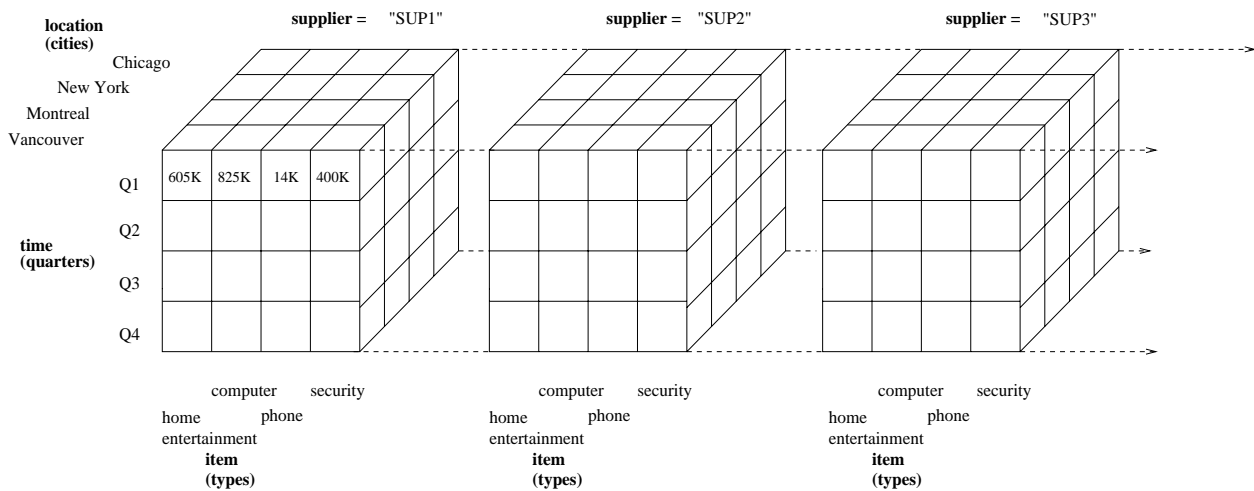 location
(cities)
supplier = "SUP1"
supplier = "SUP2"
supplier = "SUP3"
Chicago
New York
Montreal
Vancouver
Q1 605K 825K 14K 400K
Q2
time
(quarters)
Q3
Q4
computer security
home phone
entertainment
item
(types)
computer security
home phone
entertainment
item
(types)
computer security
home phone
entertainment
item
(types)